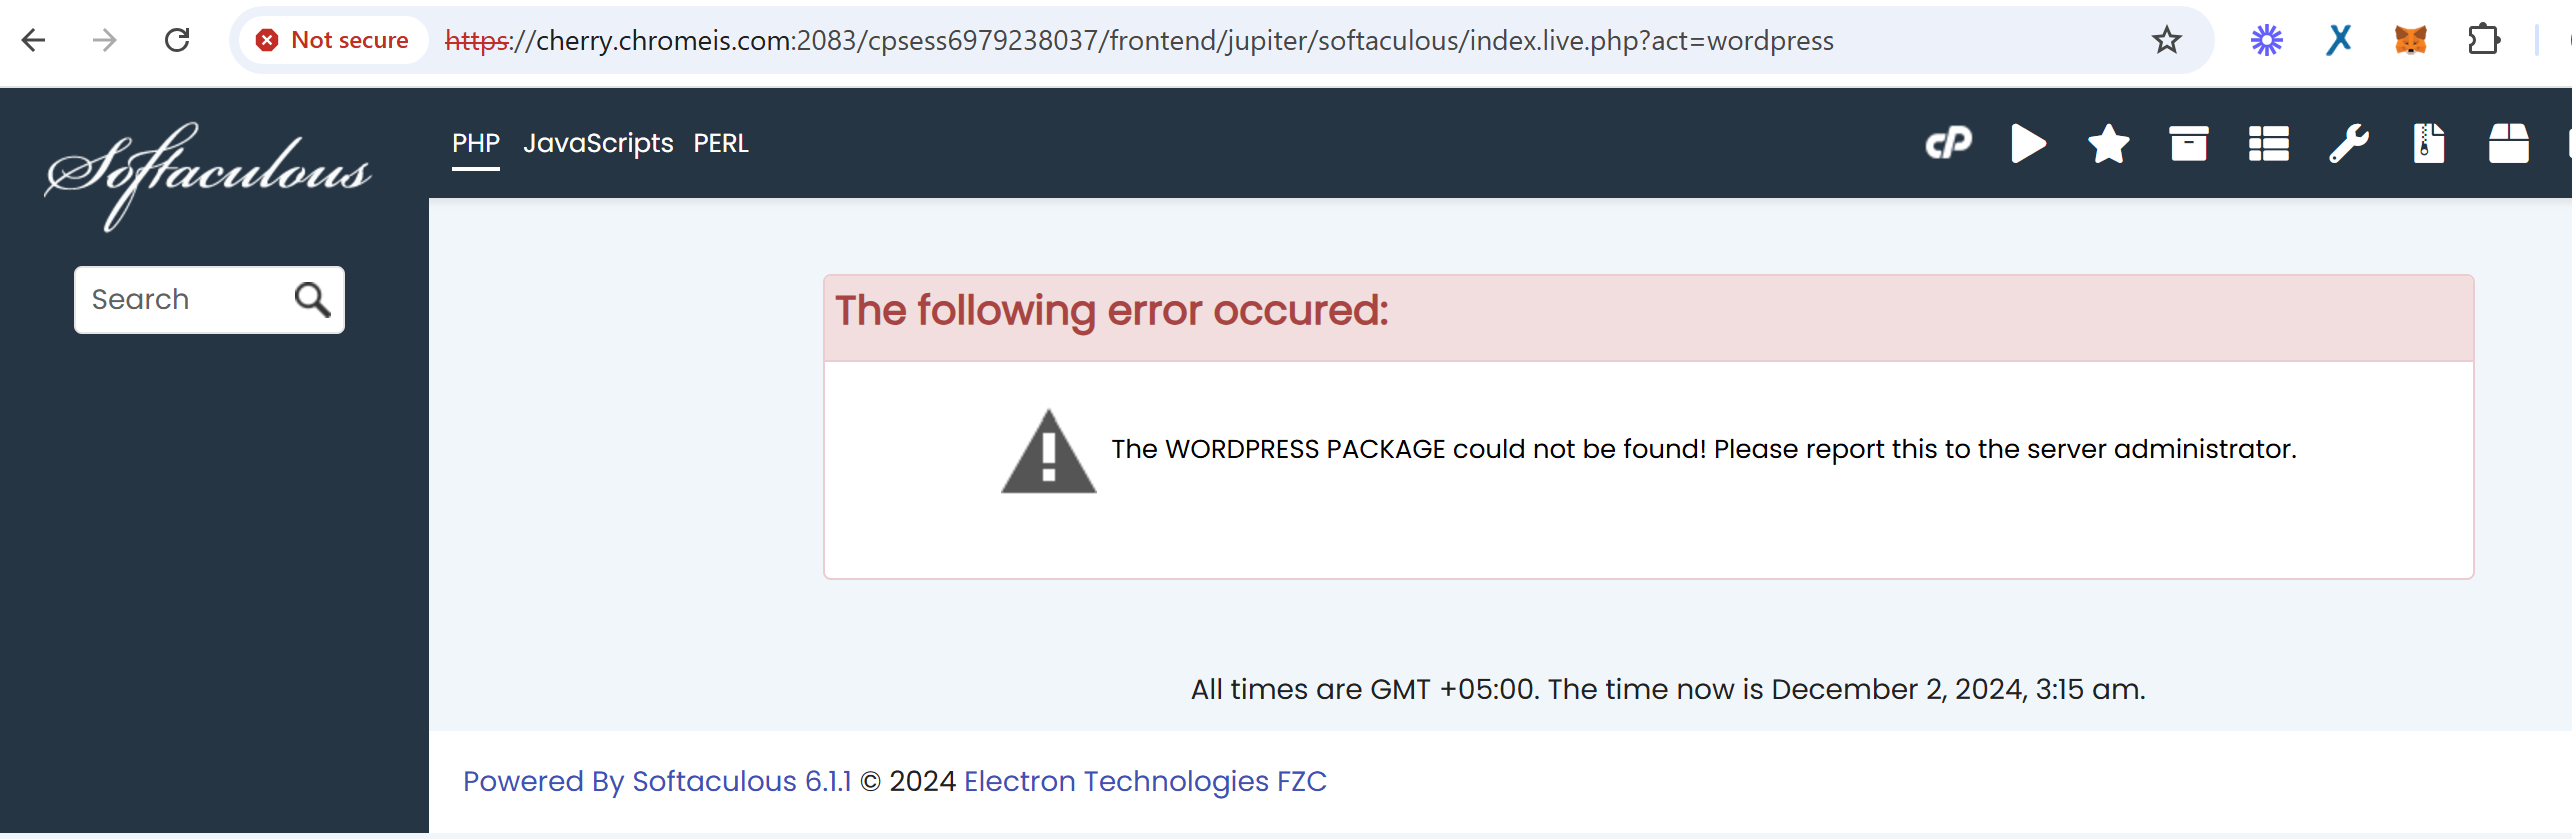 Not secure https://cherry.chromeis.com:2083/cpsess6979238037/frontend/jupiter/softaculous/index.live.php?act=wordpress
Softaculous
PHP JavaScripts PERL
cP
Search
The following error occured:
The WORDPRESS PACKAGE could not be found! Please report this to the server administrator.
All times are GMT +05:00. The time now is December 2, 2024, 3:15 am.
Powered By Softaculous 6.1.1 © 2024 Electron Technologies FZC